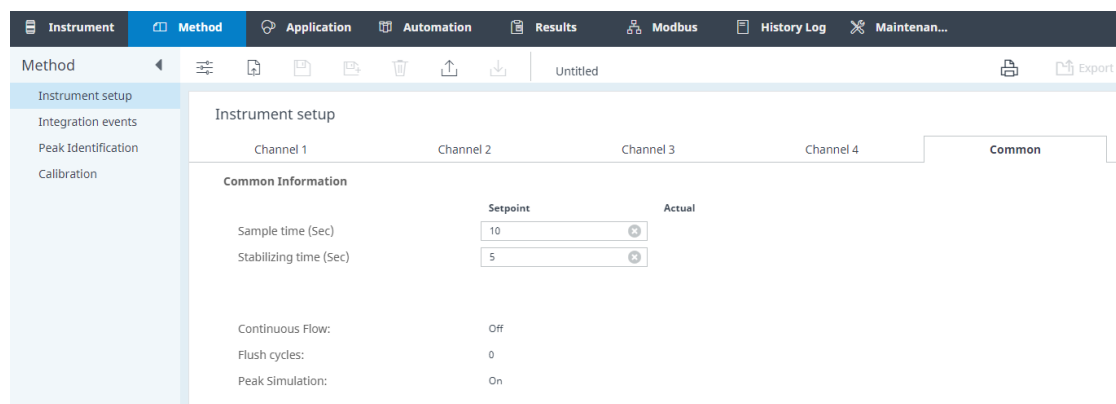 Instrument Method Application Automation Results Modbus History Log Maintenan...
Method Untitled Export
Instrument setup
Integration events
Peak Identification
Calibration
Instrument setup
Channel 1 Channel 2 Channel 3 Channel 4 Common
Common Information
Setpoint Actual
Sample time (Sec) 10
Stabilizing time (Sec) 5
Continuous Flow: Off
Flush cycles: 0
Peak Simulation: On